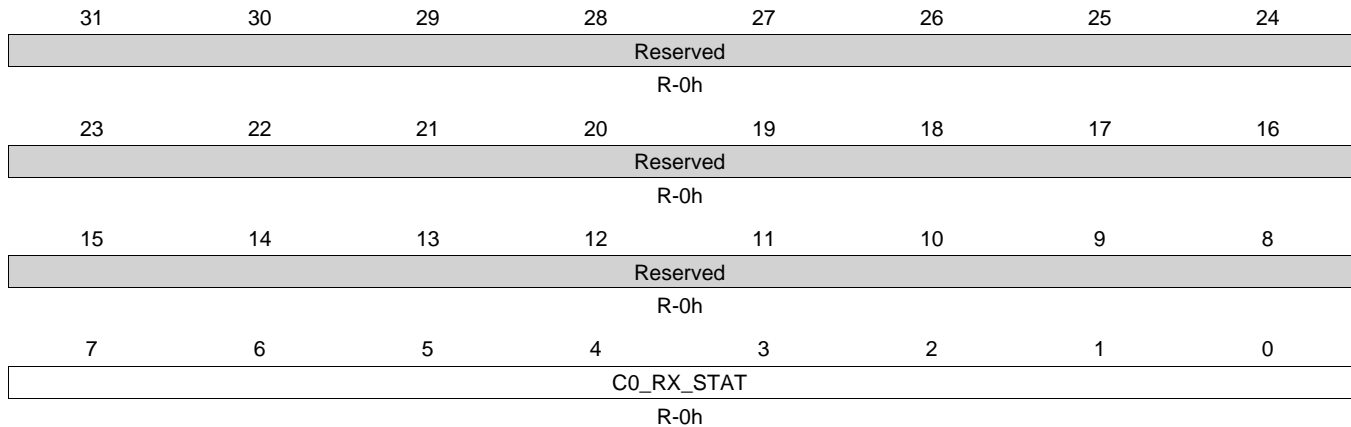 31 30 29 28 27 26 25 24
Reserved
R-0h
23 22 21 20 19 18 17 16
Reserved
R-0h
15 14 13 12 11 10 9 8
Reserved
R-0h
7 6 5 4 3 2 1 0
C0_RX_STAT
R-0h